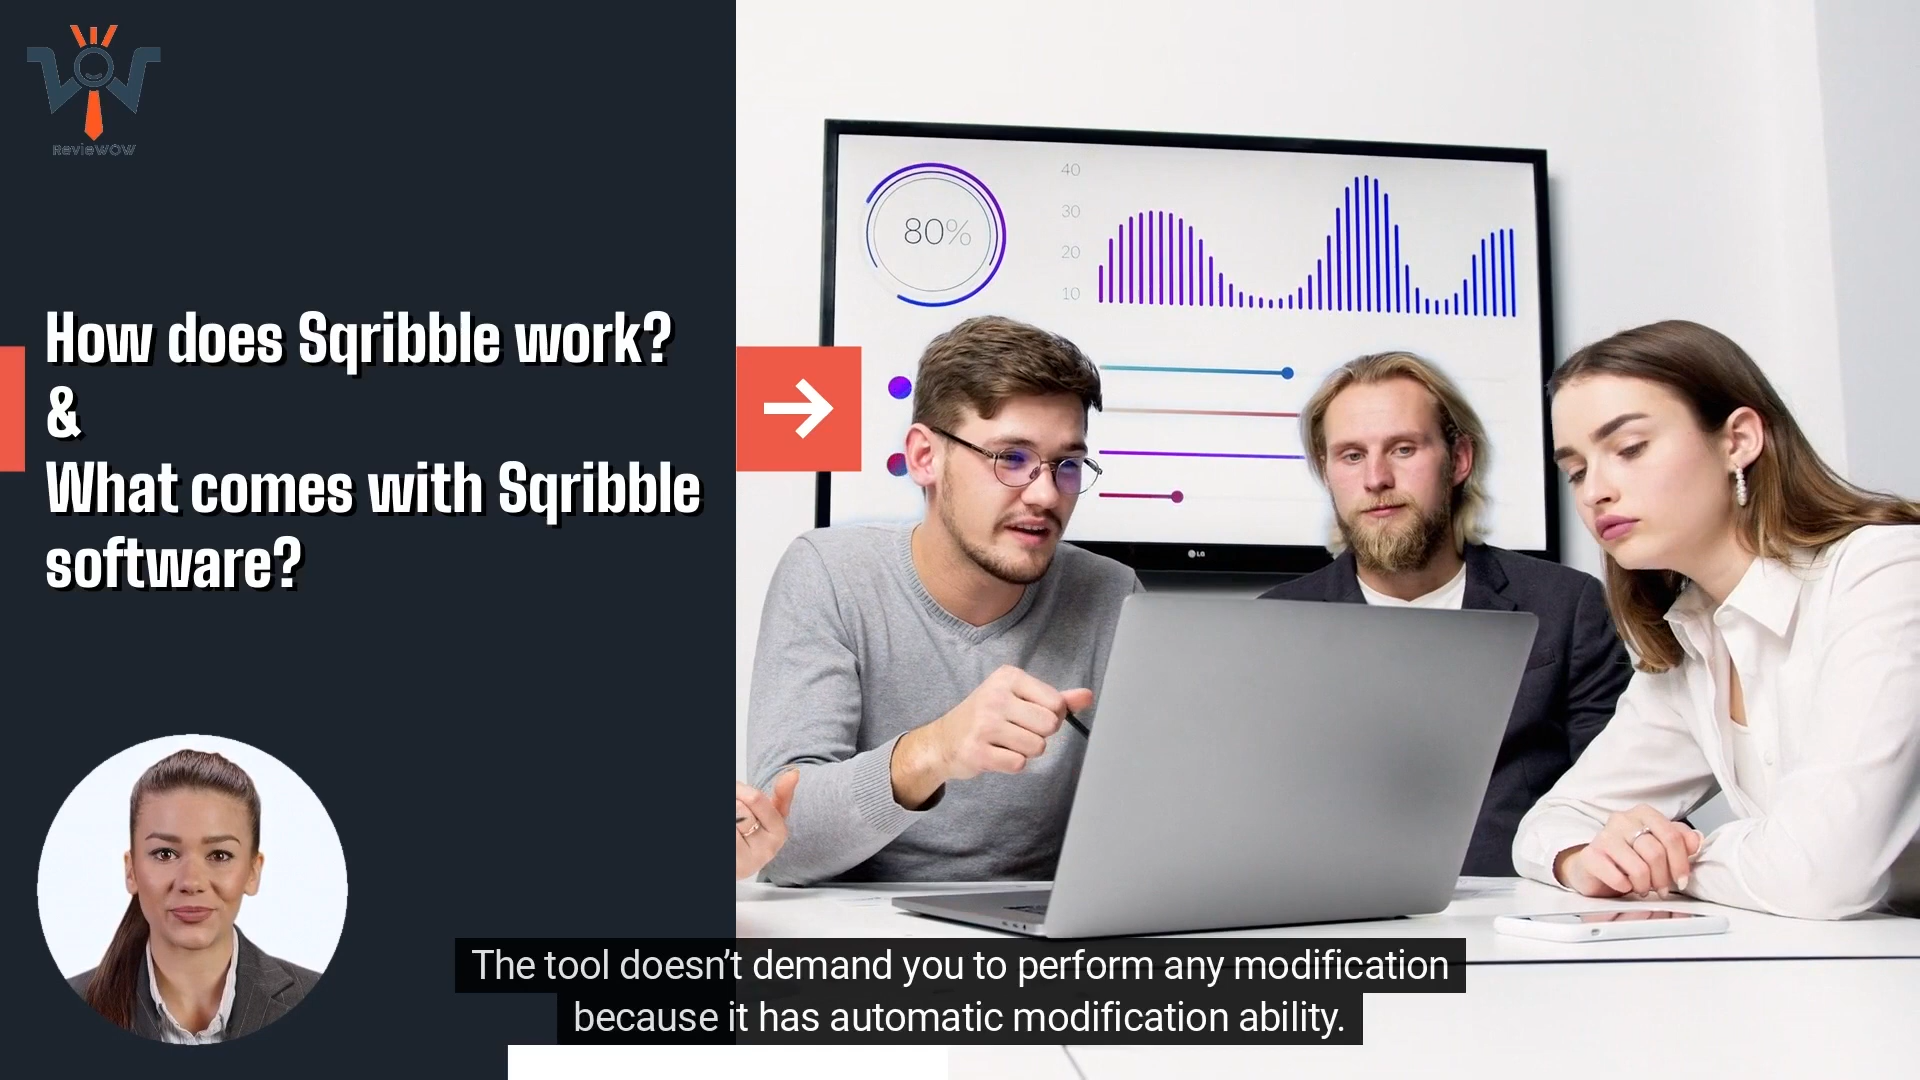 RevieWOW
How does Sqribble work?
&
What comes with Sqribble
software?
80%
40
30
20
10
LG
The tool doesn’t demand you to perform any modification
because it has automatic modification ability.